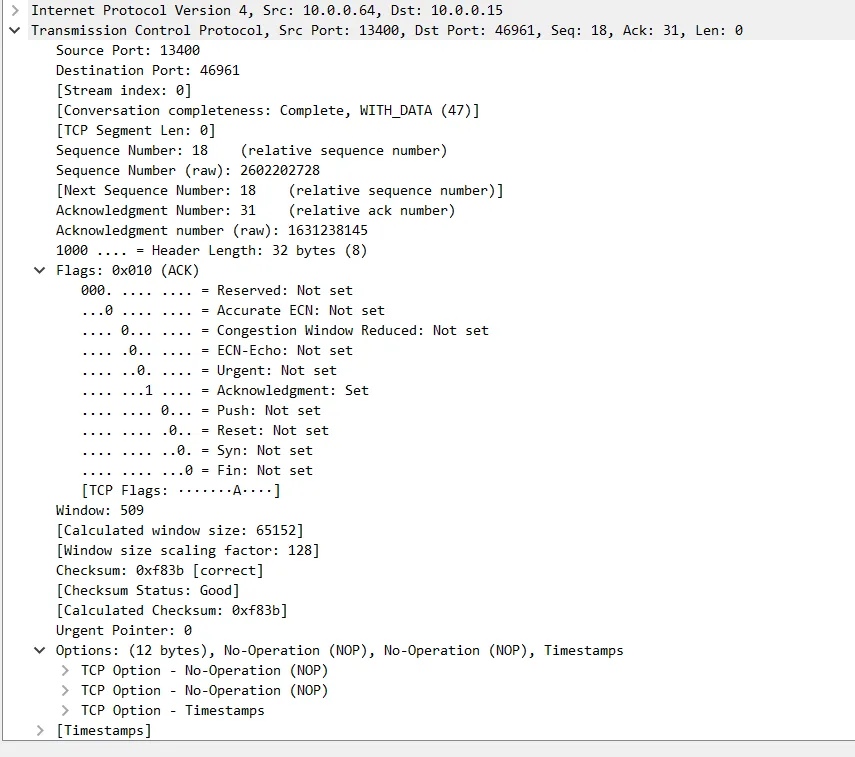 Internet Protocol Version 4, Src: 10.0.0.64, Dst: 10.0.0.15
Transmission Control Protocol, Src Port: 13400, Dst Port: 46961, Seq: 18, Ack: 31, Len: 0
Source Port: 13400
Destination Port: 46961
[Stream index: 0]
[Conversation completeness: Complete, WITH_DATA (47)]
[TCP Segment Len: 0]
Sequence Number: 18    (relative sequence number)
Sequence Number (raw): 2602202728
[Next Sequence Number: 18    (relative sequence number)]
Acknowledgment Number: 31    (relative ack number)
Acknowledgment number (raw): 1631238145
1000 .... = Header Length: 32 bytes (8)
Flags: 0x010 (ACK)
000. .... .... = Reserved: Not set
...0 .... .... = Accurate ECN: Not set
.... 0... .... = Congestion Window Reduced: Not set
.... .0.. .... = ECN-Echo: Not set
.... ..0. .... = Urgent: Not set
.... ...1 .... = Acknowledgment: Set
.... .... 0... = Push: Not set
.... .... .0.. = Reset: Not set
.... .... ..0. = Syn: Not set
.... .... ...0 = Fin: Not set
[TCP Flags: ·······A····]
Window: 509
[Calculated window size: 65152]
[Window size scaling factor: 128]
Checksum: 0xf83b [correct]
[Checksum Status: Good]
[Calculated Checksum: 0xf83b]
Urgent Pointer: 0
Options: (12 bytes), No-Operation (NOP), No-Operation (NOP), Timestamps
TCP Option - No-Operation (NOP)
TCP Option - No-Operation (NOP)
TCP Option - Timestamps
[Timestamps]